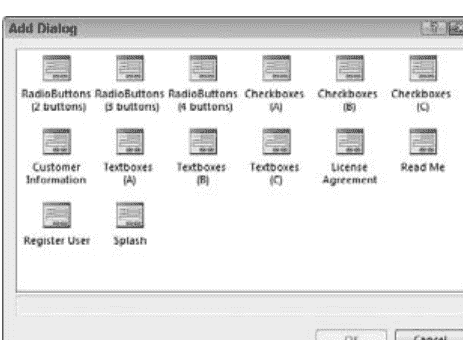 Add Dialog
RadioButtons RadioButtons RadioButtons Checkboxes Checkboxes Checkboxes
(2 buttons) (3 buttons) (4 buttons) (A) (B) (C)
Customer Textboxes Textboxes Textboxes License Read Me
Information (A) (B) (C) Agreement
Register User Splash
OK Cancel